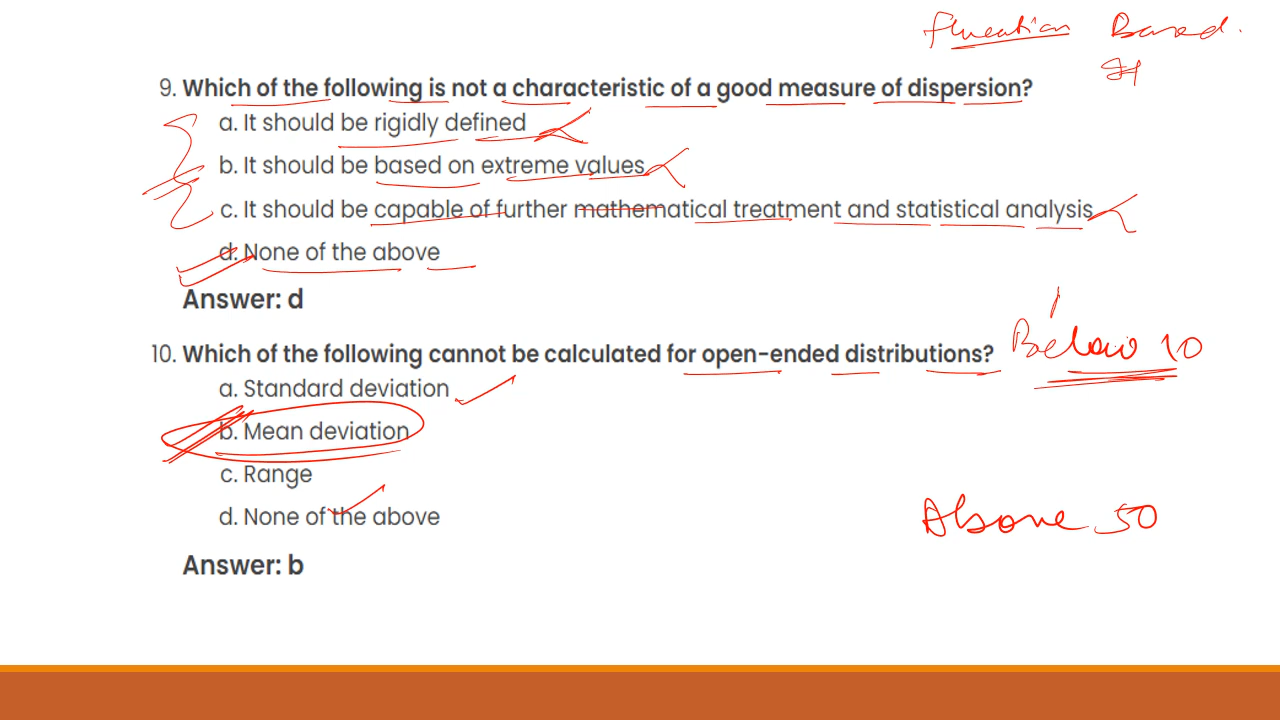 Based.
9. Which of the following is not a characteristic of a good measure of dispersion?
a. It should be rigidly defined
b. It should be based on extreme values
c. It should be capable of further mathematical treatment and statistical analysis
d. None of the above
Answer: d
10. Which of the following cannot be calculated for open-ended distributions?
Below 10
a. Standard deviation
b. Mean deviation
c. Range
d. None of the above
Above 50
Answer: b